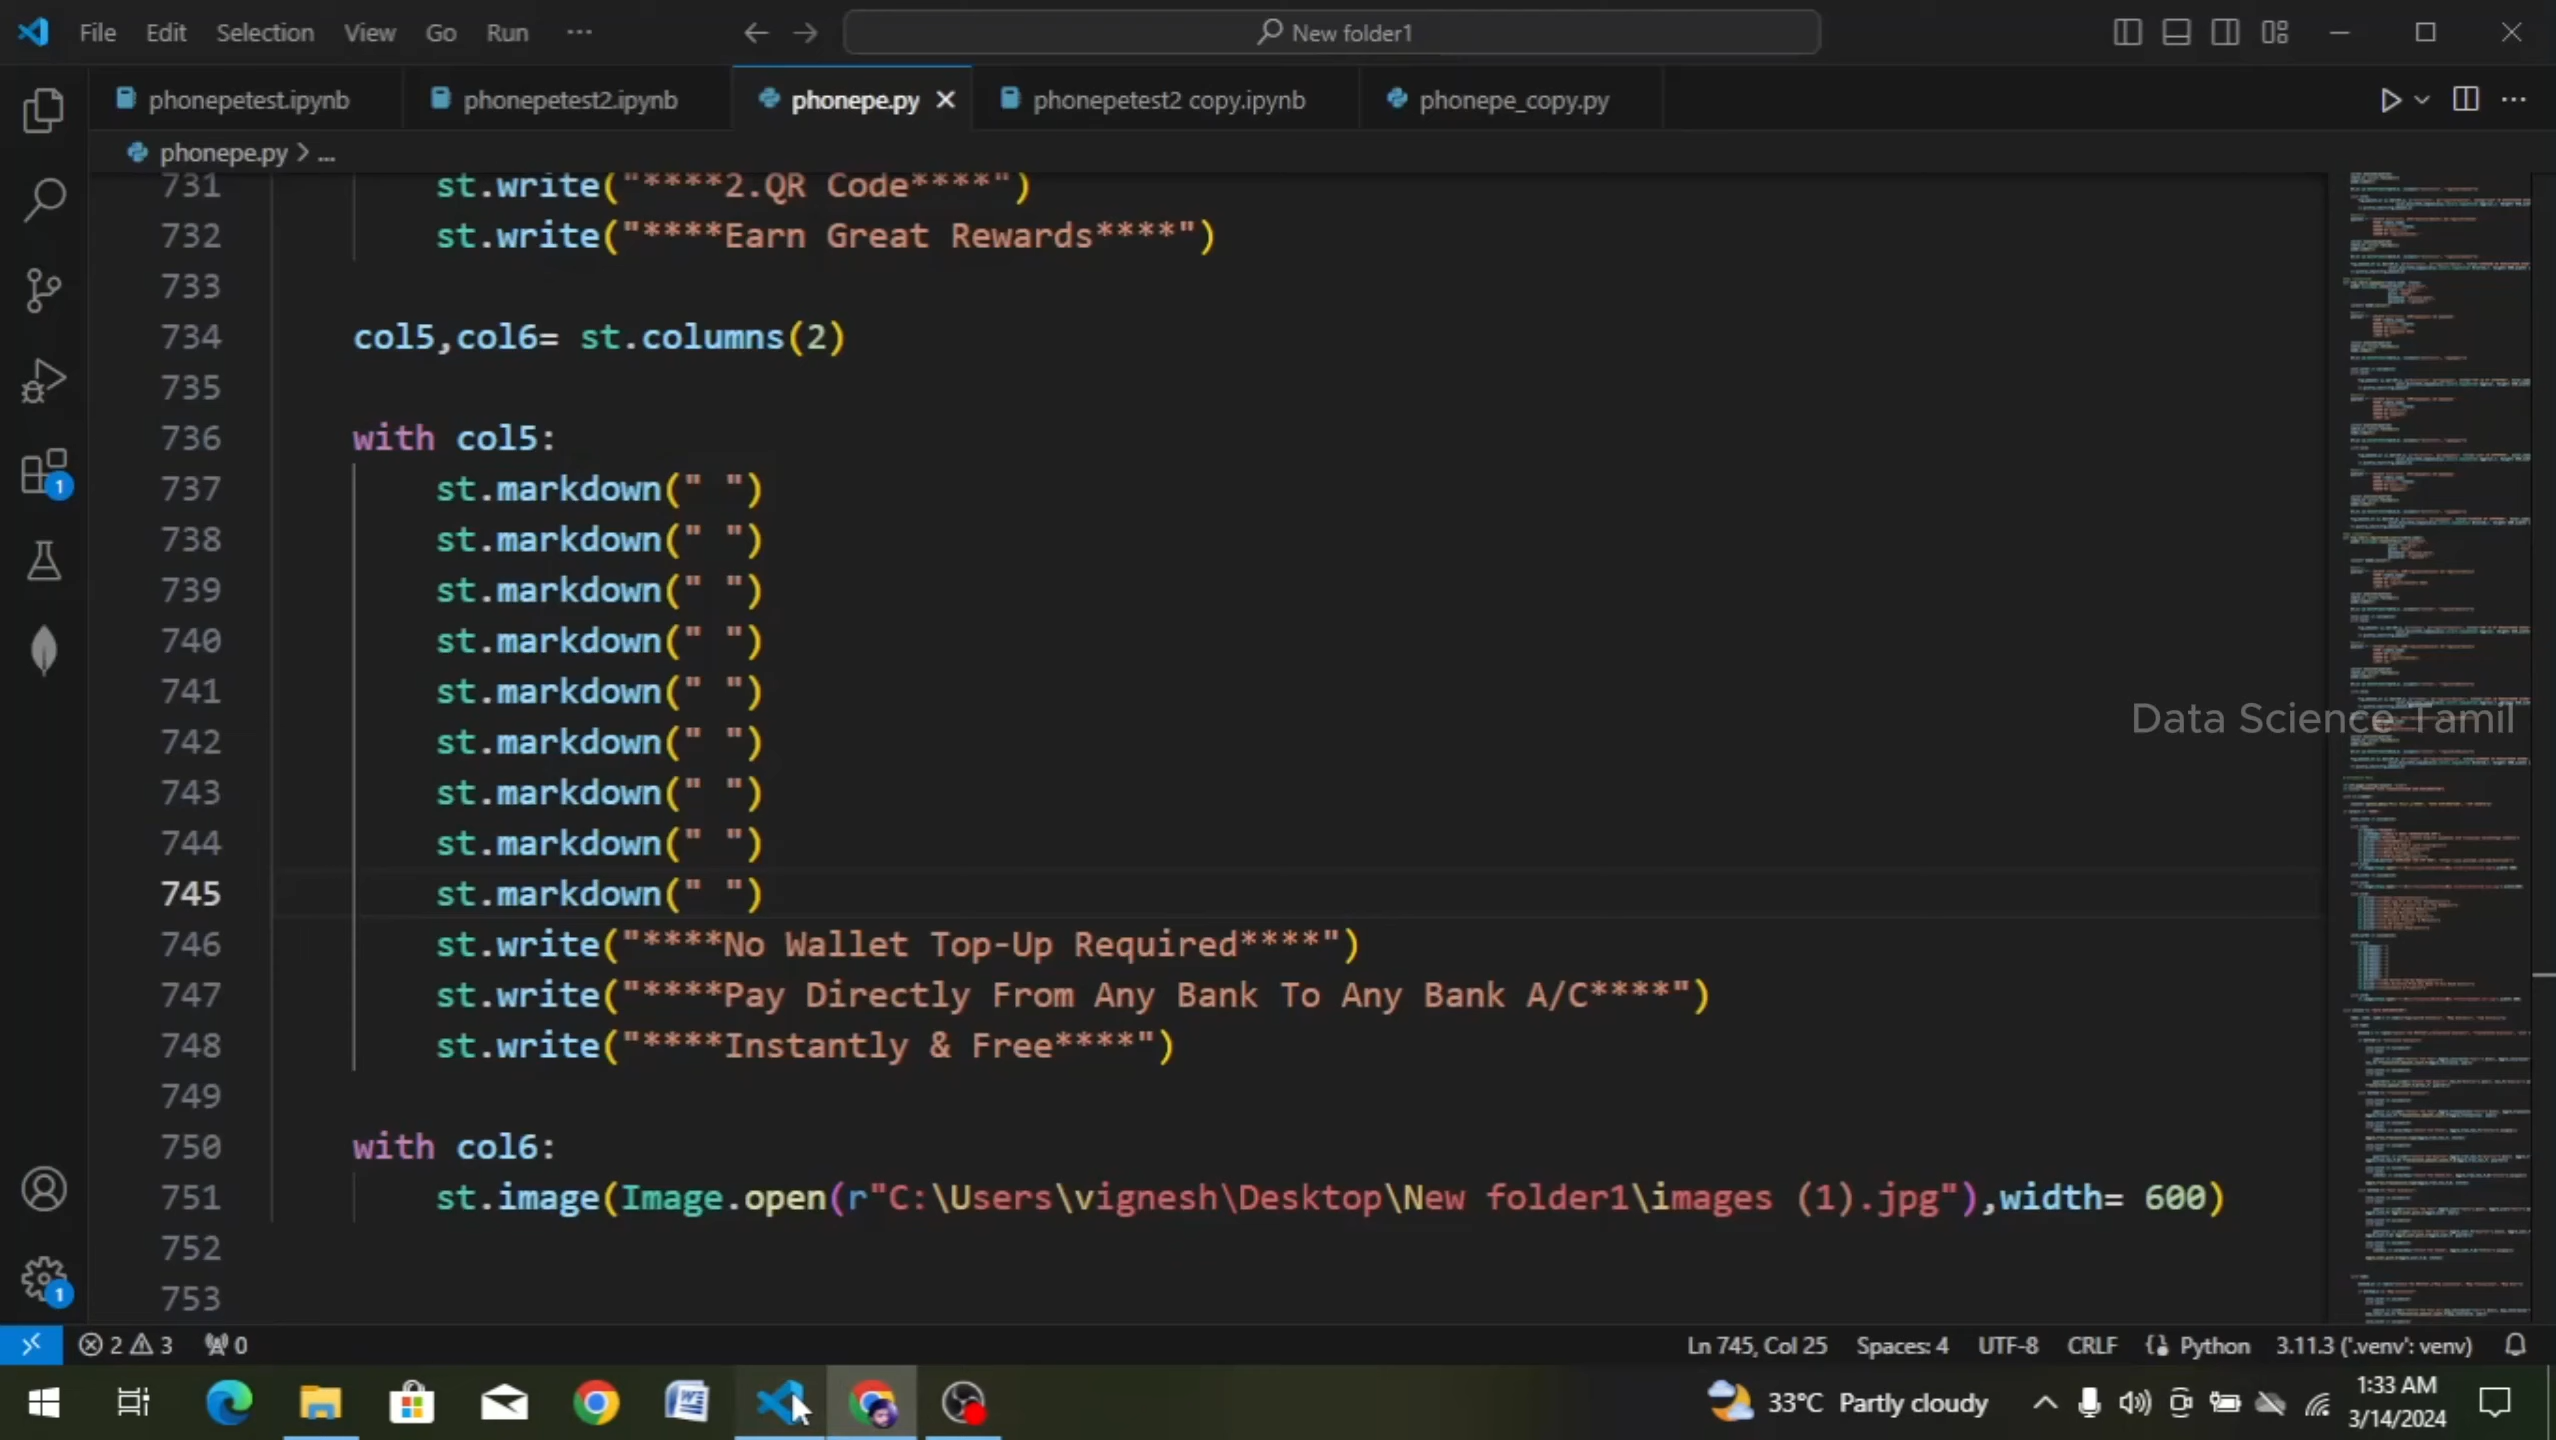 File Edit Selection View Go Run ··· New folder1
phonepetest.ipynb phonepetest2.ipynb phonepe.py phonepetest2 copy.ipynb phonepe_copy.py
phonepe.py > ...
731 st.write("****2.QR Code****")
732 st.write("****Earn Great Rewards****")
733
734 col5,col6= st.columns(2)
735
736 with col5:
737 st.markdown(" ")
738 st.markdown(" ")
739 st.markdown(" ")
740 st.markdown(" ")
741 st.markdown(" ")
742 st.markdown(" ")
743 st.markdown(" ")
744 st.markdown(" ")
745 st.markdown(" ")
746 st.write("****No Wallet Top-Up Required****")
747 st.write("****Pay Directly From Any Bank To Any Bank A/C****")
748 st.write("****Instantly & Free****")
749
750 with col6:
751 st.image(Image.open(r"C:\Users\vignesh\Desktop\New folder1\images (1).jpg"),width= 600)
752
753
Data Science Tamil
1
1
2 3 0 Ln 745, Col 25 Spaces: 4 UTF-8 CRLF Python 3.11.3 ('.venv': venv)
33°C Partly cloudy
1:33 AM
3/14/2024